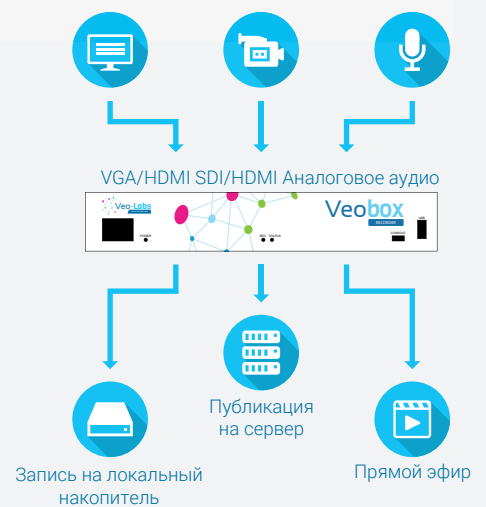 VGA/HDMI SDI/HDMI Аналоговое аудио
Veo-Labs
Veobox
RECORDER
POWER
REC STATUS
CONSOLE
USB
Публикация
на сервер
Запись на локальный
накопитель
Прямой эфир